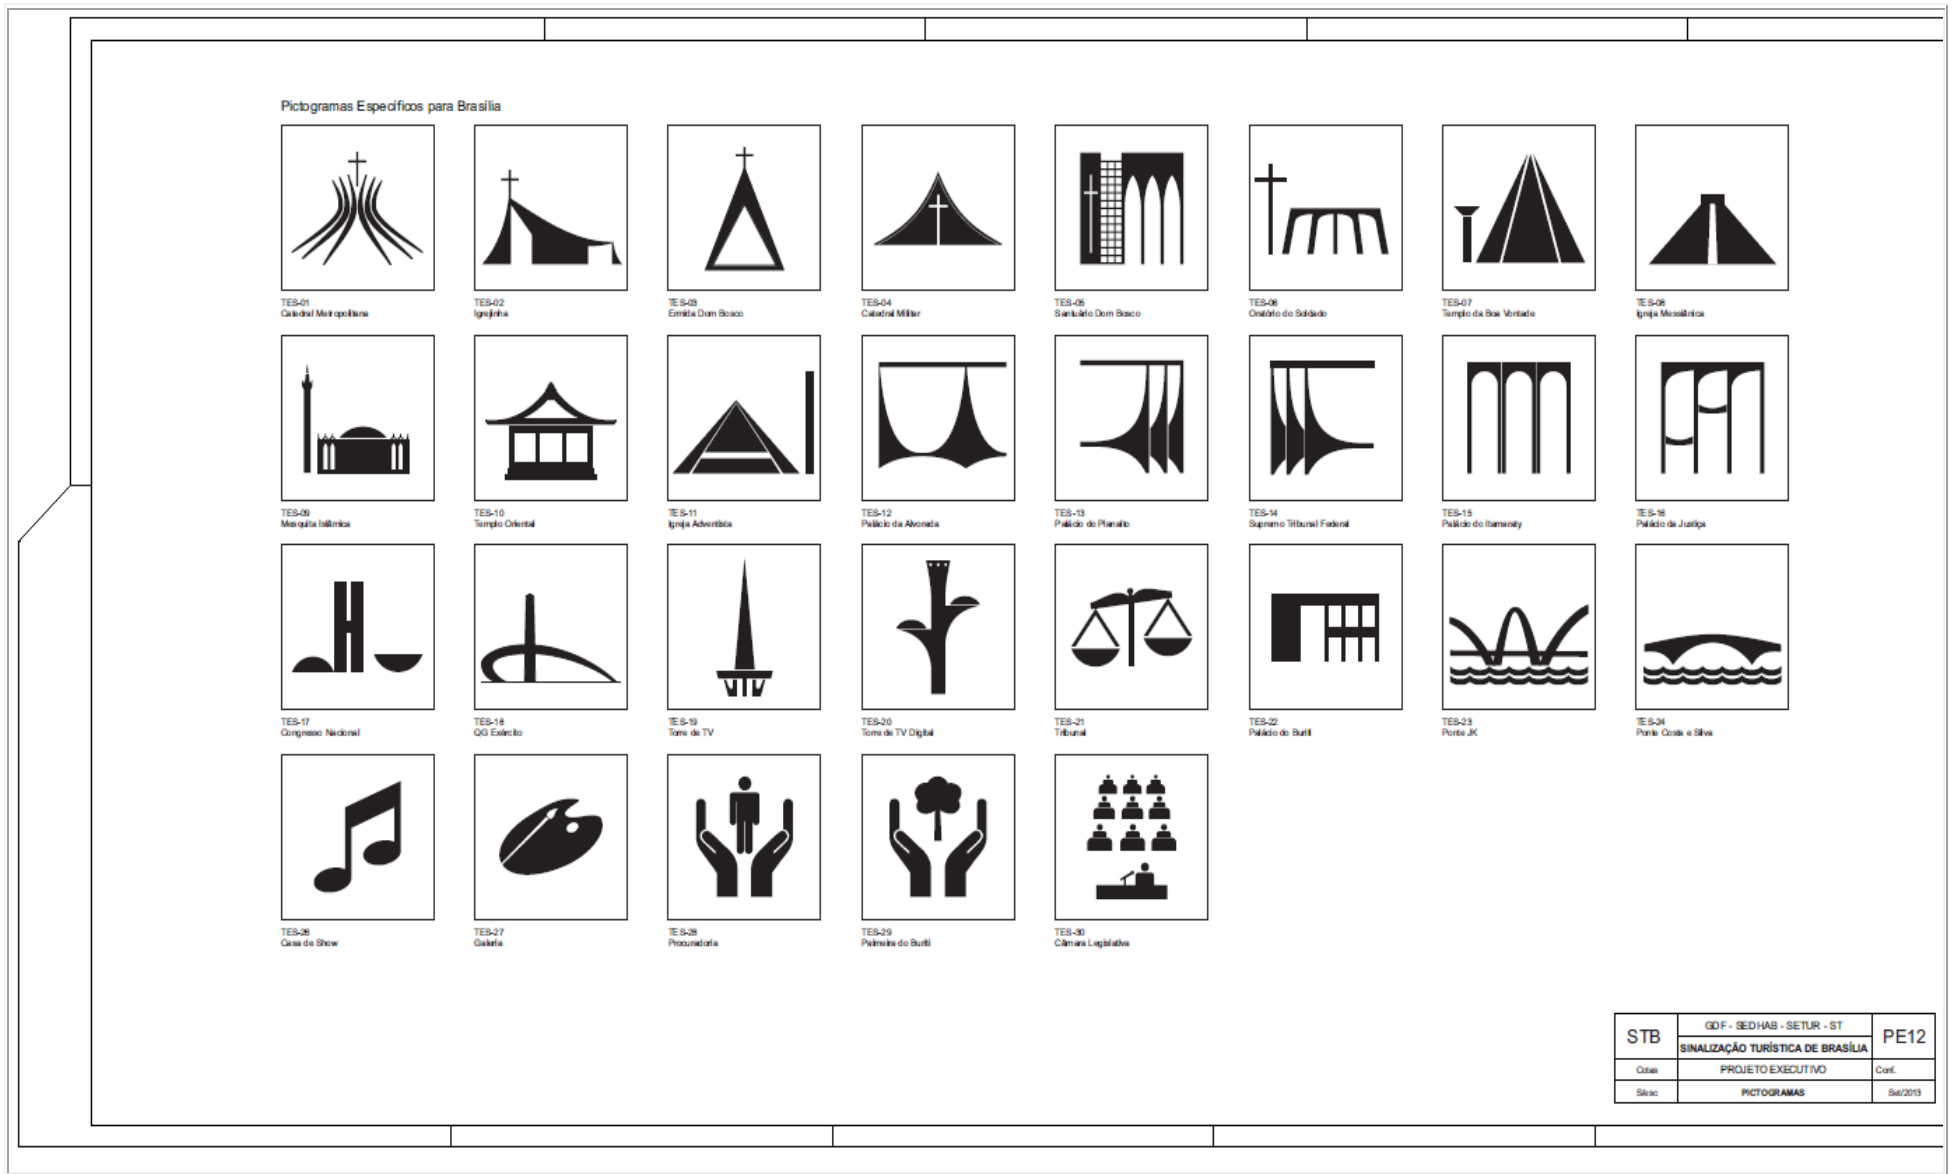 Pictogramas Específicos para Brasília
TES-01
Catedral Metropolitana
TES-02
Igrejinha
TES-03
Ermida Dom Bosco
TES-04
Catedral Militar
TES-05
Santuário Dom Bosco
TES-06
Oratório do Soldado
TES-07
Templo da Boa Vontade
TES-08
Igreja Messiânica
TES-09
Mesquita Islâmica
TES-10
Templo Oriental
TES-11
Igreja Adventista
TES-12
Palácio da Alvorada
TES-13
Palácio do Planalto
TES-14
Supremo Tribunal Federal
TES-15
Palácio do Itamaraty
TES-16
Palácio da Justiça
TES-17
Congresso Nacional
TES-18
QG Exército
TES-19
Torre de TV
TES-20
Torre de TV Digital
TES-21
Tribunal
TES-22
Palácio do Buriti
TES-23
Ponte JK
TES-24
Ponte Costa e Silva
TES-26
Casa de Show
TES-27
Galeria
TES-28
Procuradoria
TES-29
Palmeira do Buriti
TES-30
Câmara Legislativa
STB
GDF - SEDHAB - SETUR - ST
PE12
SINALIZAÇÃO TURÍSTICA DE BRASÍLIA
Cotas
PROJETO EXECUTIVO
Conf.
S/esc
PICTOGRAMAS
Set/2013